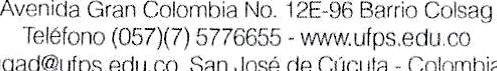 Avenida Gran Colombia No. 12E-96 Barrio Colsag
Teléfono (057)(7) 5776655 - www.ufps.edu.co
ugad@ufps.edu.co San José de Cúcuta - Colombia